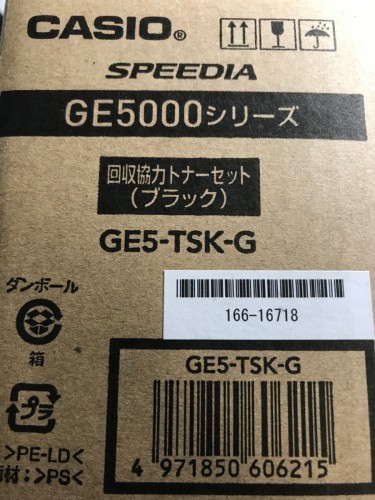 CASIO®
SPEEDIA
GE5000シリーズ
回収協力トナーセット
(ブラック)
GE5-TSK-G
ダンボール
箱
166-16718
プラ
GE5-TSK-G
>PE-LD<
材:>PS<
4 971850 606215